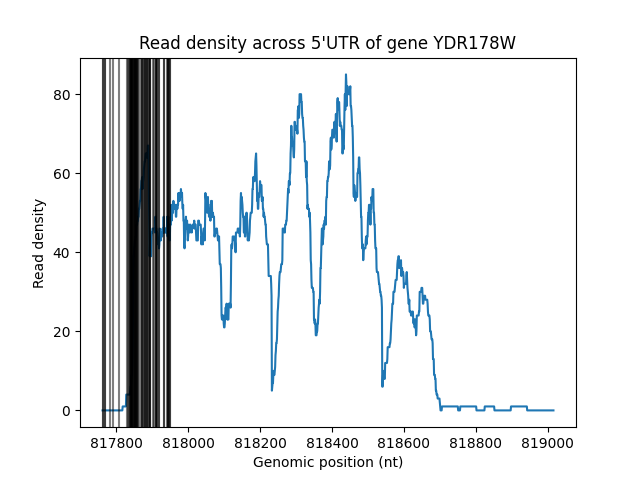 Read density across 5'UTR of gene YDR178W
Read density
80
60
40
20
0
817800 818000 818200 818400 818600 818800 819000
Genomic position (nt)